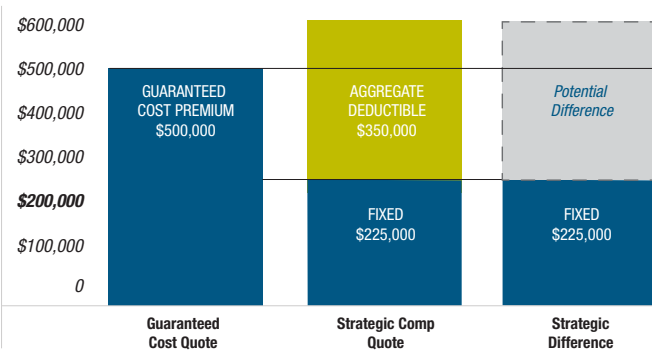 $600,000
$500,000
$400,000
$300,000
$200,000
$100,000
0
GUARANTEED
COST PREMIUM
$500,000
AGGREGATE
DEDUCTIBLE
$350,000
FIXED
$225,000
Potential
Difference
FIXED
$225,000
Guaranteed
Cost Quote
Strategic Comp
Quote
Strategic
Difference